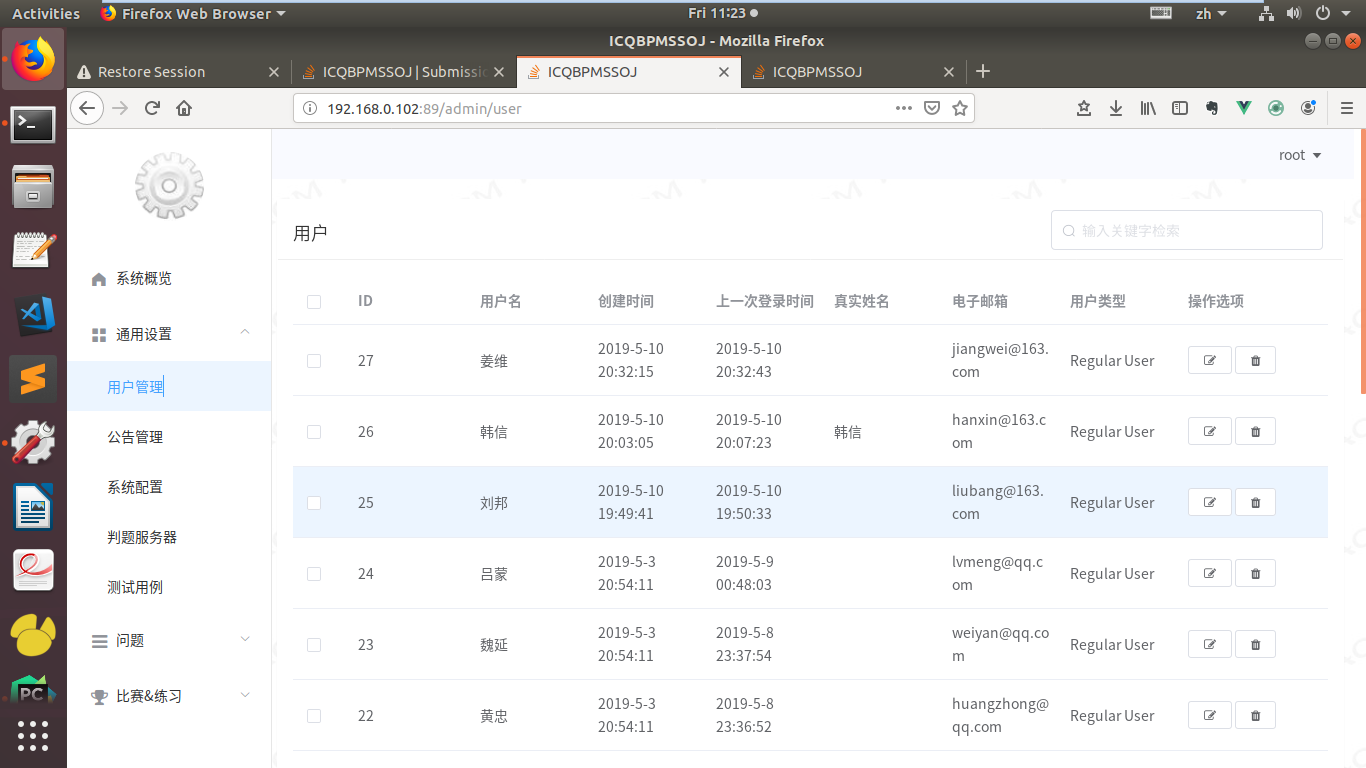 Activities Firefox Web Browser Fri 11:23 zh
ICQBPMSSOJ - Mozilla Firefox
Restore Session ICQBPMSSOJ | Submissio ICQBPMSSOJ ICQBPMSSOJ
192.168.0.102:89/admin/user
root
用户
输入关键字检索
系统概览
通用设置
用户管理
公告管理
系统配置
判题服务器
测试用例
问题
比赛&练习
ID 用户名 创建时间 上一次登录时间 真实姓名 电子邮箱 用户类型 操作选项
27 姜维 2019-5-10 20:32:15 2019-5-10 20:32:43 jiangwei@163.com Regular User
26 韩信 2019-5-10 20:03:05 2019-5-10 20:07:23 韩信 hanxin@163.com Regular User
25 刘邦 2019-5-10 19:49:41 2019-5-10 19:50:33 liubang@163.com Regular User
24 吕蒙 2019-5-3 20:54:11 2019-5-9 00:48:03 lvmeng@qq.com Regular User
23 魏延 2019-5-3 20:54:11 2019-5-8 23:37:54 weiyan@qq.com Regular User
22 黄忠 2019-5-3 20:54:11 2019-5-8 23:36:52 huangzhong@qq.com Regular User
PC